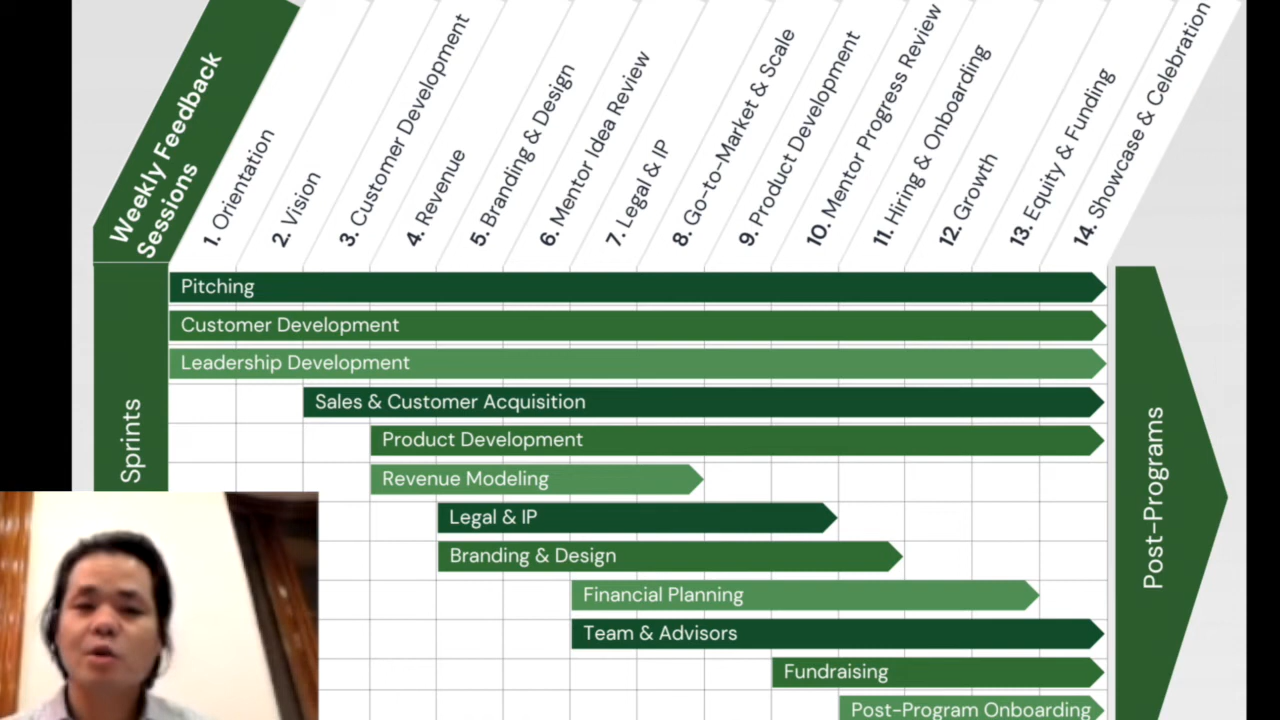 Weekly Feedback
Sessions
1. Orientation
2. Vision
3. Customer Development
4. Revenue
5. Branding & Design
6. Mentor Idea Review
7. Legal & IP
8. Go-to-Market & Scale
9. Product Development
10. Mentor Progress Review
11. Hiring & Onboarding
12. Growth
13. Equity & Funding
14. Showcase & Celebration
Sprints
Pitching
Customer Development
Leadership Development
Sales & Customer Acquisition
Product Development
Revenue Modeling
Legal & IP
Branding & Design
Financial Planning
Team & Advisors
Fundraising
Post-Program Onboarding
Post-Programs